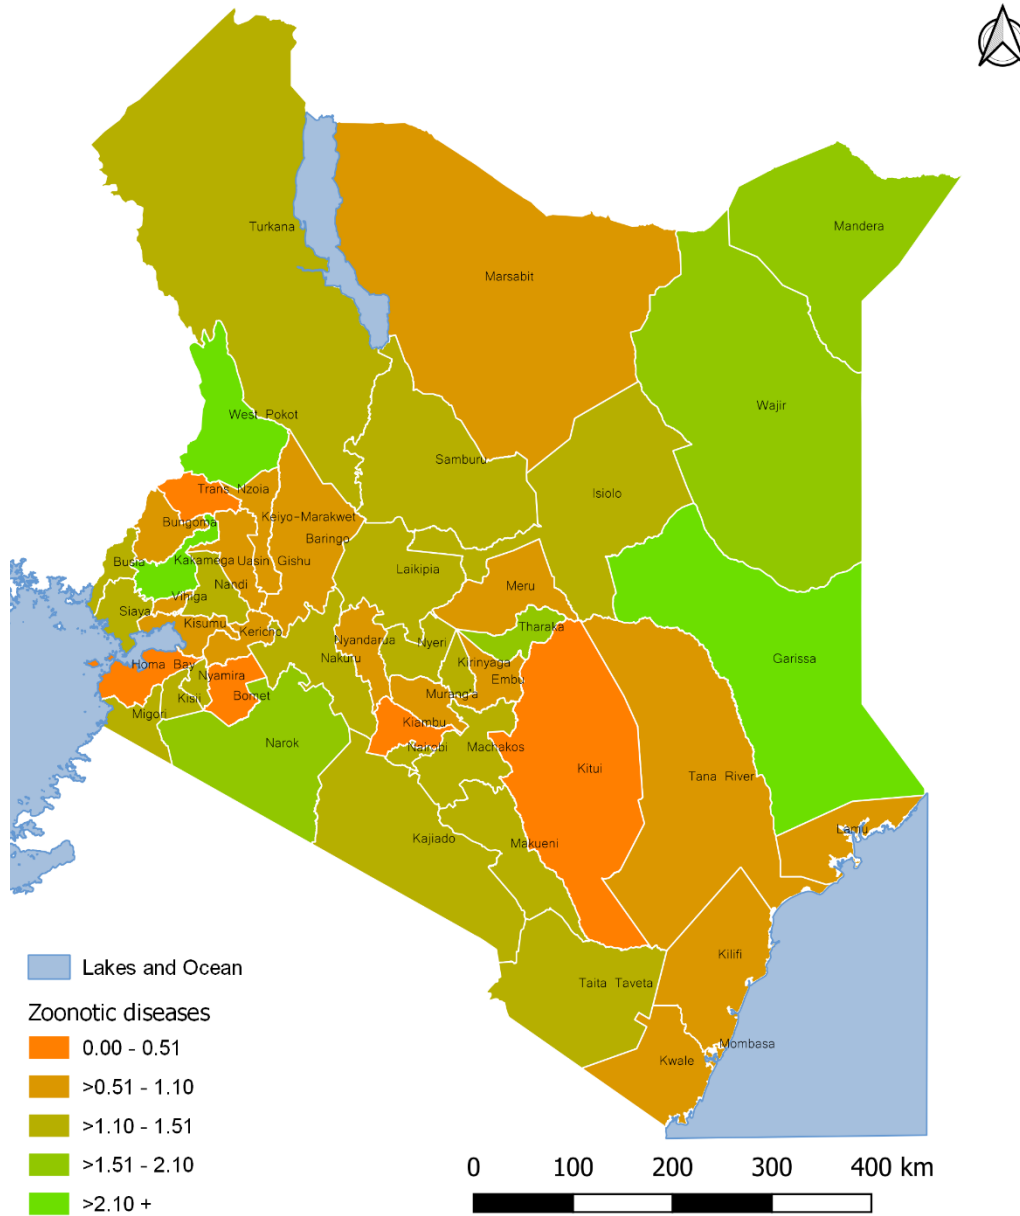 Turkana
Mandera
Marsabit
Wajir
West Pokot
Samburu
Isiolo
Trans Nzoia
Keiyo-Marakwet
Bungoma
Baringo
Busia
Kakamega
Uasin Gishu
Laikipia
Nandi
Meru
Vihiga
Siaya
Kisumu
Kericho
Tharaka
Nyandarua
Nyeri
Nakuru
Garissa
Homa Bay
Kirinyaga
Nyamira
Embu
Kisii
Bomet
Murang'a
Migori
Kiambu
Narok
Nairobi
Machakos
Kitui
Tana River
Lamu
Kajiado
Makueni
Kilifi
Taita Taveta
Mombasa
Kwale
Lakes and Ocean
Zoonotic diseases
0.00 - 0.51
>0.51 - 1.10
>1.10 - 1.51
>1.51 - 2.10
>2.10 +
0 100 200 300 400 km